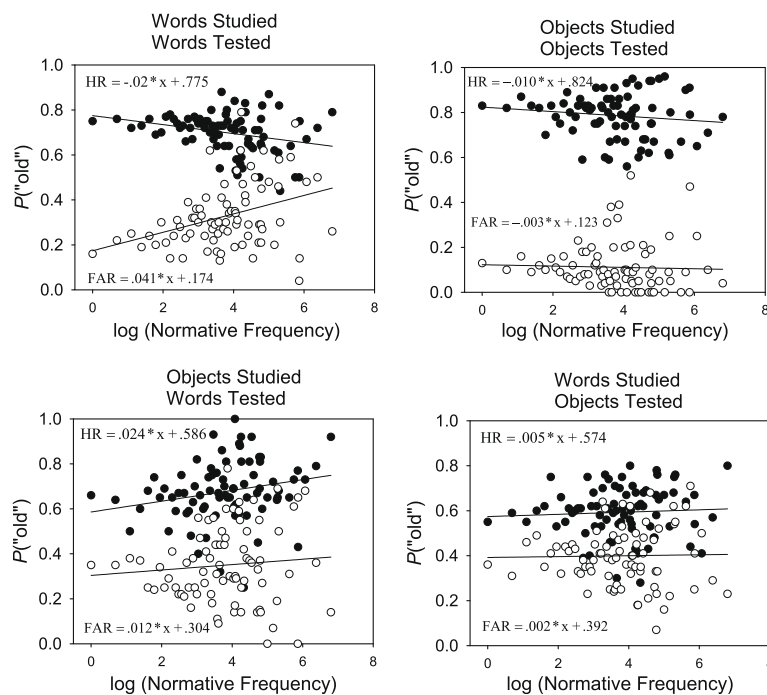 Words Studied
Words Tested
1.0
HR = -.02* x + .775
0.8
0.6
P("old")
0.4
0.2
FAR = .041* x + .174
0.0
0 2 4 6 8
log (Normative Frequency)
Objects Studied
Objects Tested
1.0
HR = −.010* x + .824
0.8
0.6
P("old")
0.4
FAR = −.003* x + .123
0.2
0.0
0 2 4 6 8
log (Normative Frequency)
Objects Studied
Words Tested
1.0
HR = .024* x + .586
0.8
0.6
P("old")
0.4
0.2
FAR = .012* x + .304
0.0
0 2 4 6 8
log (Normative Frequency)
Words Studied
Objects Tested
1.0
HR = .005* x + .574
0.8
0.6
P("old")
0.4
0.2
FAR = .002* x + .392
0.0
0 2 4 6 8
log (Normative Frequency)